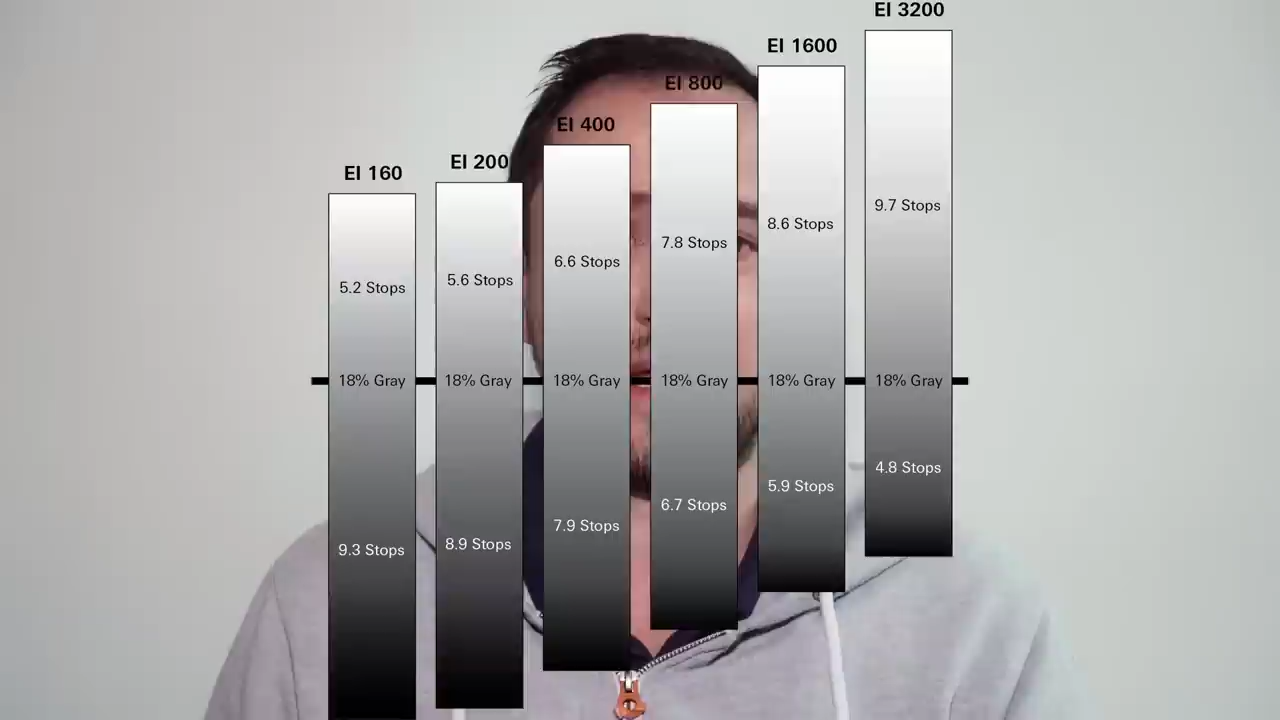 EI 160
EI 200
EI 400
EI 800
EI 1600
EI 3200
5.2 Stops
5.6 Stops
6.6 Stops
7.8 Stops
8.6 Stops
9.7 Stops
18% Gray
18% Gray
18% Gray
18% Gray
18% Gray
18% Gray
9.3 Stops
8.9 Stops
7.9 Stops
6.7 Stops
5.9 Stops
4.8 Stops